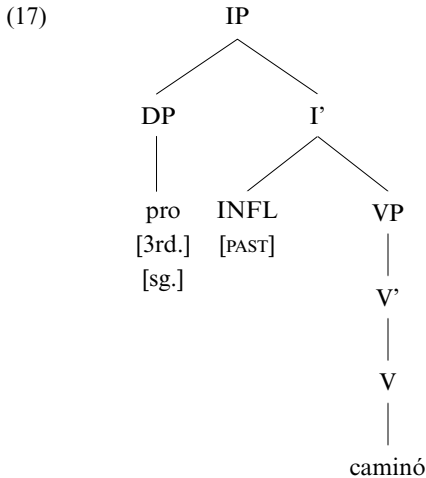 (17) IP
DP I’
pro INFL VP
[3rd.] [PAST]
[sg.]
V’
V
caminó